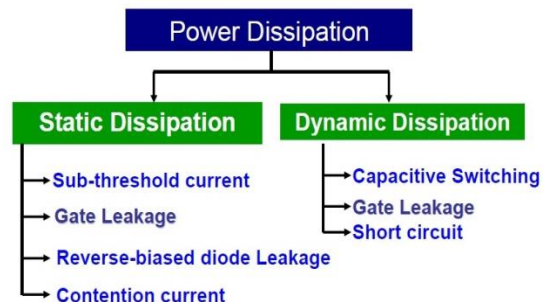 Power Dissipation
Static Dissipation
Sub-threshold current
Gate Leakage
Reverse-biased diode Leakage
Contention current
Dynamic Dissipation
Capacitive Switching
Gate Leakage
Short circuit